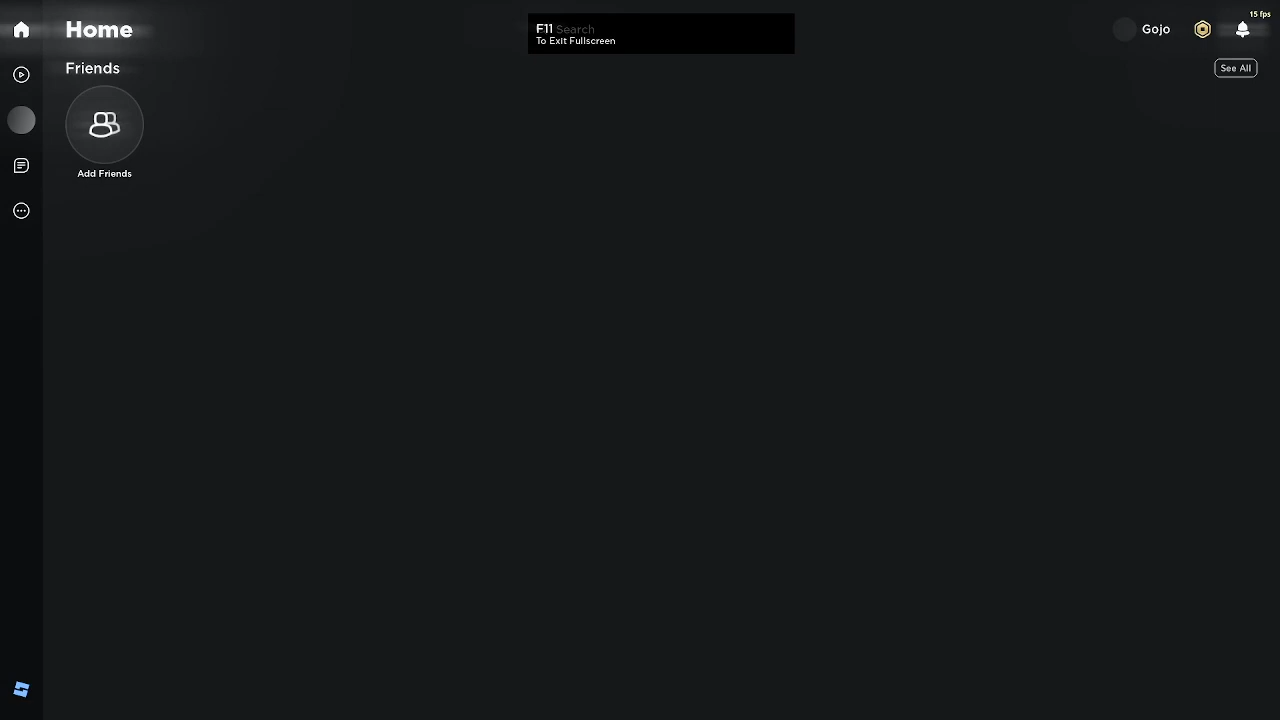 Home
F11 Search
To Exit Fullscreen
Gojo
15 fps
Friends
See All
Add Friends